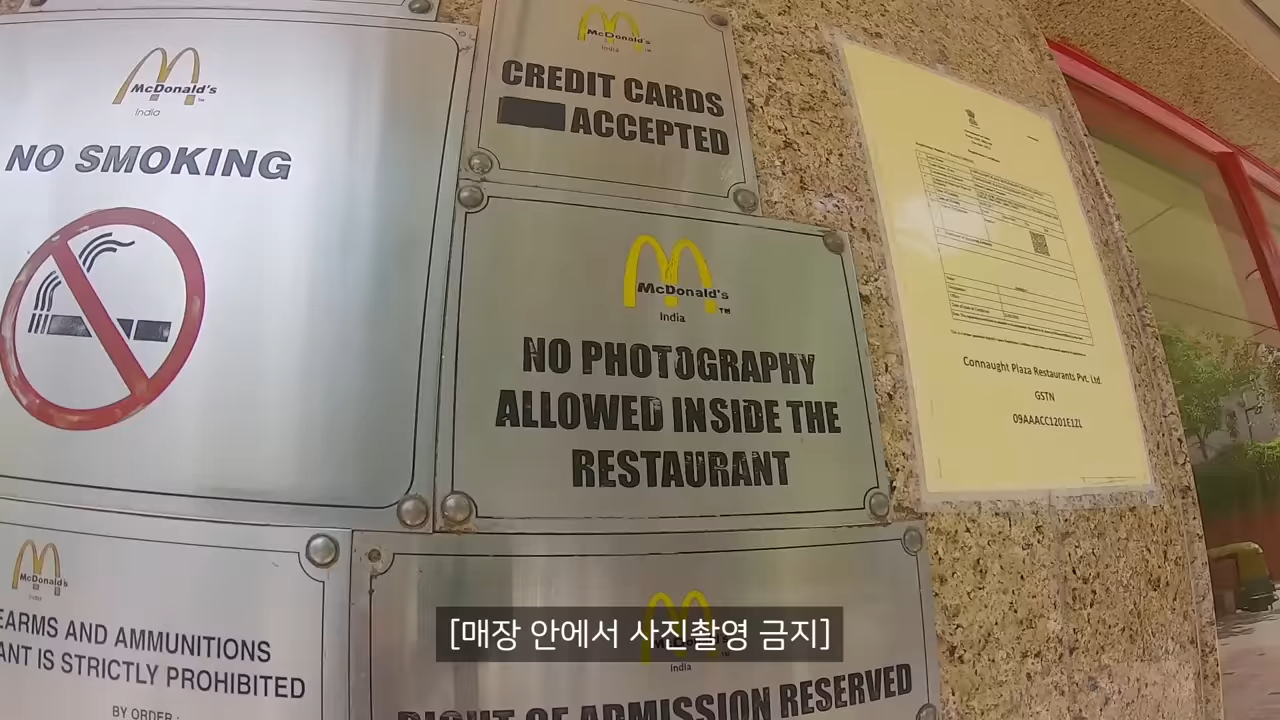 McDonald's
India
NO SMOKING
McDonald's
India
CREDIT CARDS
ACCEPTED
McDonald's
India
NO PHOTOGRAPHY
ALLOWED INSIDE THE
RESTAURANT
Connaught Plaza Restaurants Pvt. Ltd.
GSTN
09AAACC1201E1ZL
McDonald's
India
EARMS AND AMMUNITIONS
ANT IS STRICTLY PROHIBITED
BY ORDER
India
RIGHT OF ADMISSION RESERVED
[매장 안에서 사진촬영 금지]